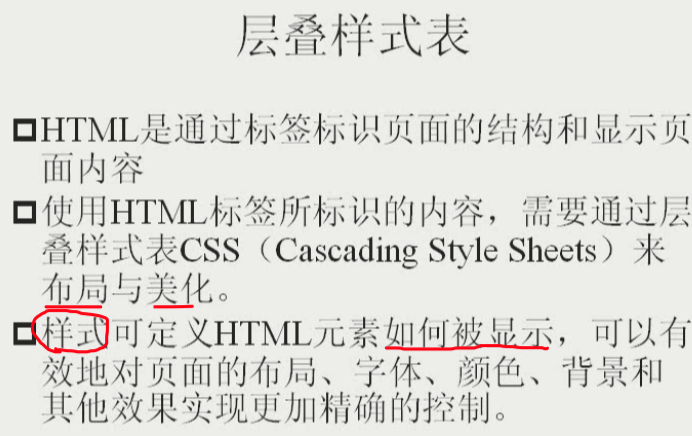 层叠样式表
HTML是通过标签标识页面的结构和显示页
面内容
使用HTML标签所标识的内容，需要通过层
叠样式表CSS（Cascading Style Sheets）来
布局与美化。
样式可定义HTML元素如何被显示，可以有
效地对页面的布局、字体、颜色、背景和
其他效果实现更加精确的控制。